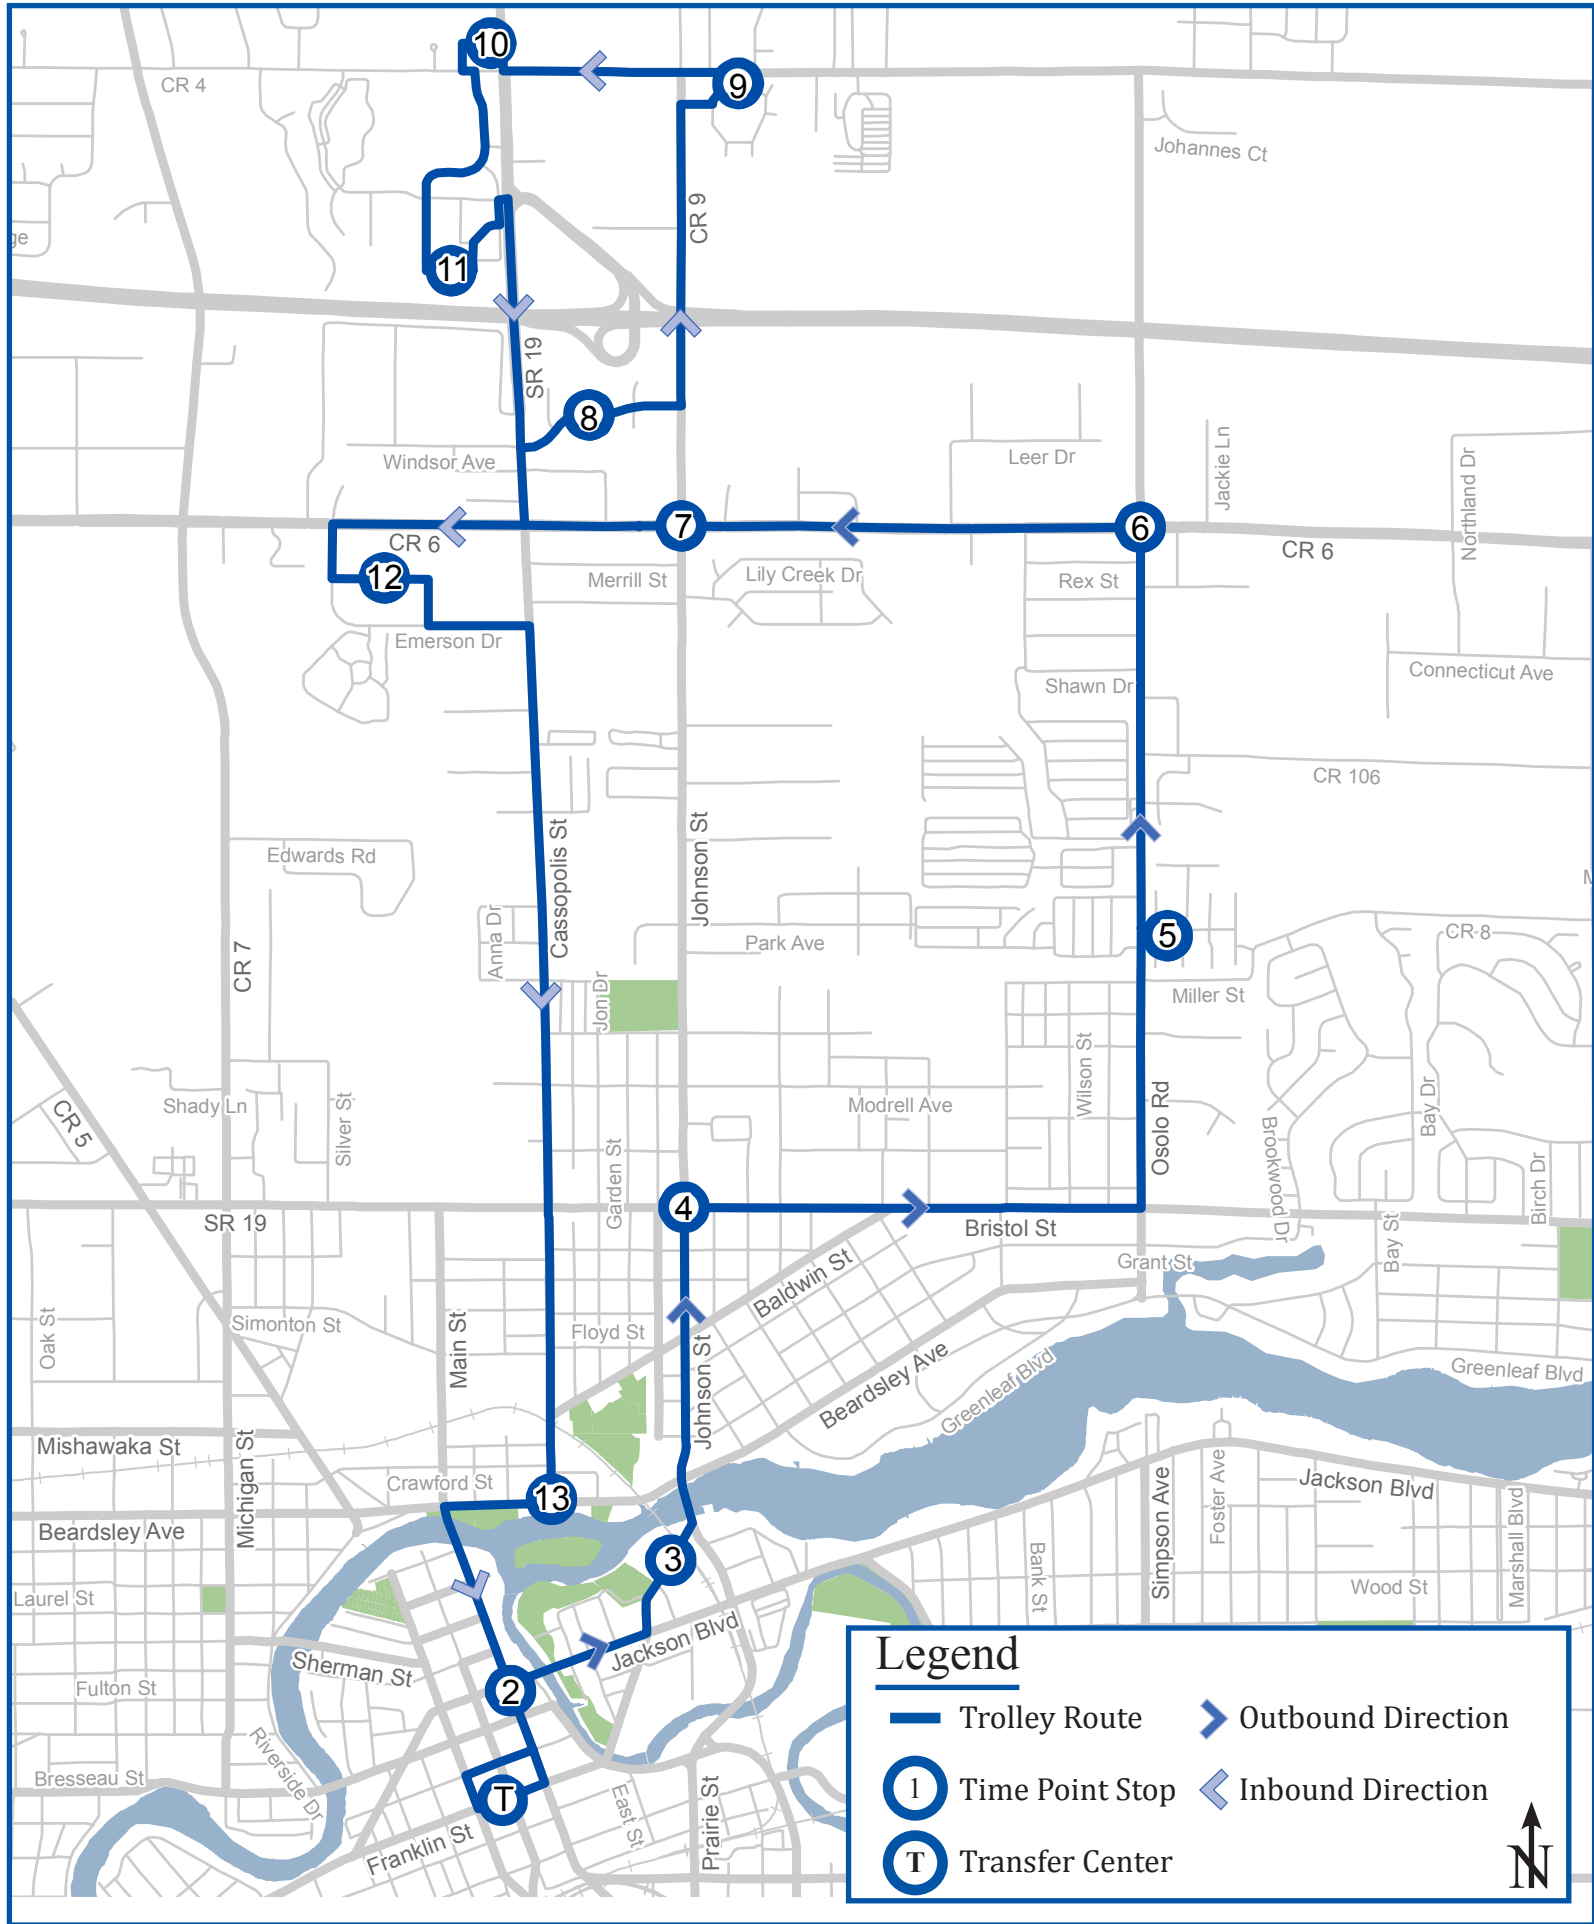 10
9
CR 4
Johannes Ct
CR 9
ge
11
SR 19
8
Windsor Ave
Leer Dr
Jackie Ln
Northland Dr
7
6
CR 6
CR 6
12
Merrill St
Lily Creek Dr
Rex St
Emerson Dr
Shawn Dr
Connecticut Ave
CR 106
Cassopolis St
Johnson St
Edwards Rd
Anna Dr
Park Ave
5
CR 8
CR 7
Jon Dr
Miller St
Wilson St
Osolo Rd
CR 5
Shady Ln
Silver St
Modrell Ave
Bay Dr
Brookwood Dr
Garden St
Birch Dr
4
SR 19
Bristol St
Bay St
Grant St
Baldwin St
Oak St
Simonton St
Main St
Floyd St
Johnson St
Beardsley Ave
Greenleaf Blvd
Greenleaf Blvd
Mishawaka St
Michigan St
Crawford St
13
Jackson Blvd
Foster Ave
Simpson Ave
Marshall Blvd
Beardsley Ave
3
Bank St
Wood St
Laurel St
Jackson Blvd
Sherman St
2
Fulton St
Riverside Dr
Bresseau St
T
East St
Prairie St
Franklin St
Legend
Trolley Route
Outbound Direction
1
Time Point Stop
Inbound Direction
T
Transfer Center
N